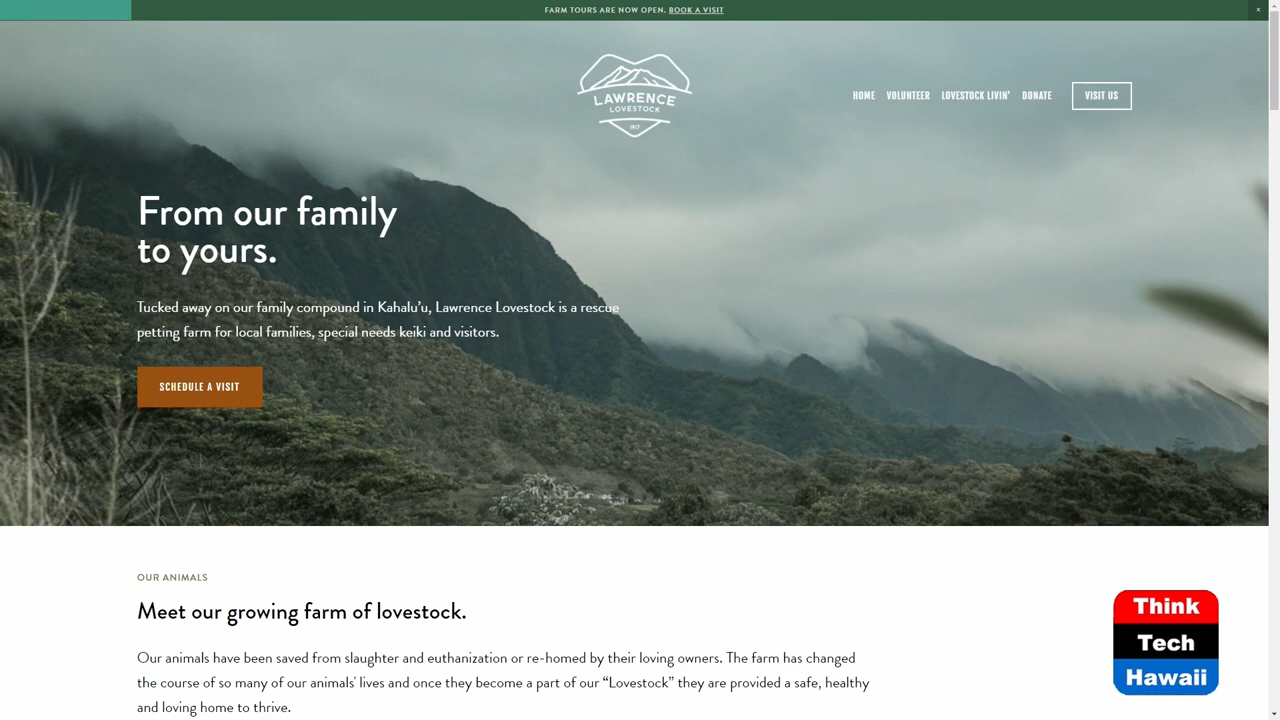 FARM TOURS ARE NOW OPEN. BOOK A VISIT
×
LAWRENCE
LOVESTOCK
1817
HOME VOLUNTEER LOVESTOCK LIVIN' DONATE VISIT US
From our family
to yours.
Tucked away on our family compound in Kahalu’u, Lawrence Lovestock is a rescue
petting farm for local families, special needs keiki and visitors.
SCHEDULE A VISIT
OUR ANIMALS
Meet our growing farm of lovestock.
Our animals have been saved from slaughter and euthanization or re-homed by their loving owners. The farm has changed
the course of so many of our animals' lives and once they become a part of our “Lovestock” they are provided a safe, healthy
and loving home to thrive.
Think
Tech
Hawaii